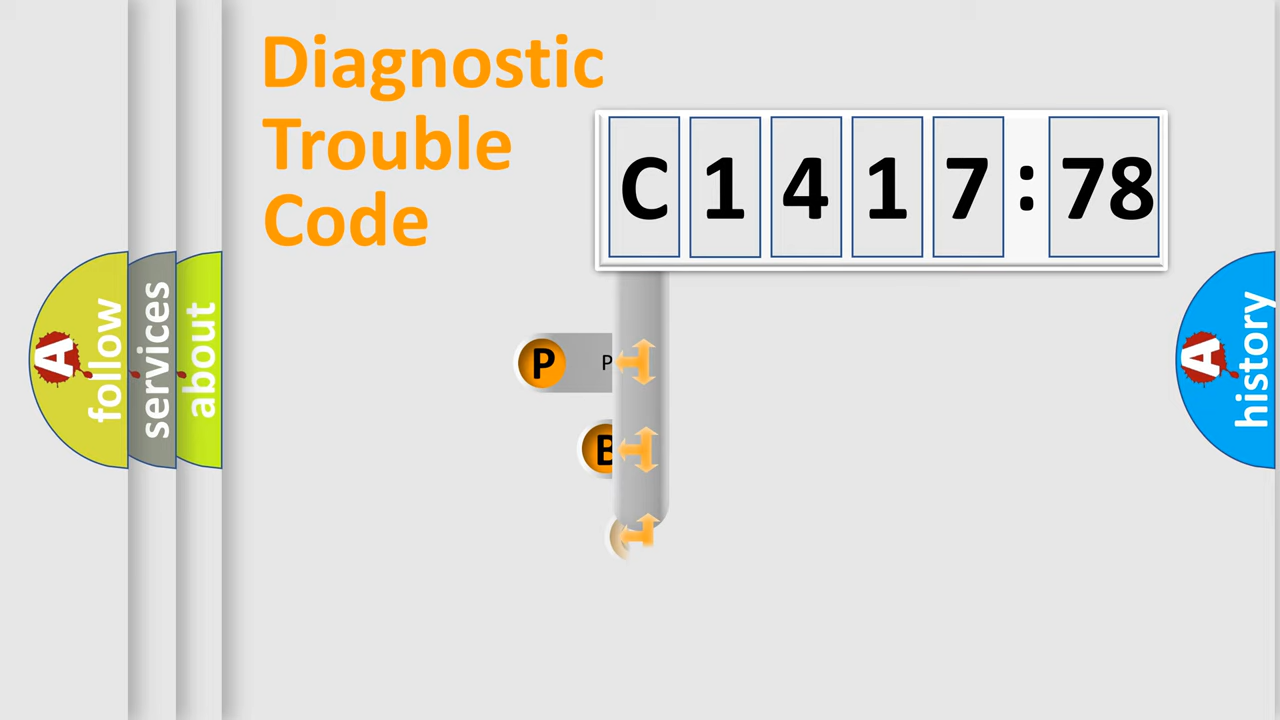 Diagnostic
Trouble
Code
C 1 4 1 7 : 78
P P
B
A follow
services
about
A history